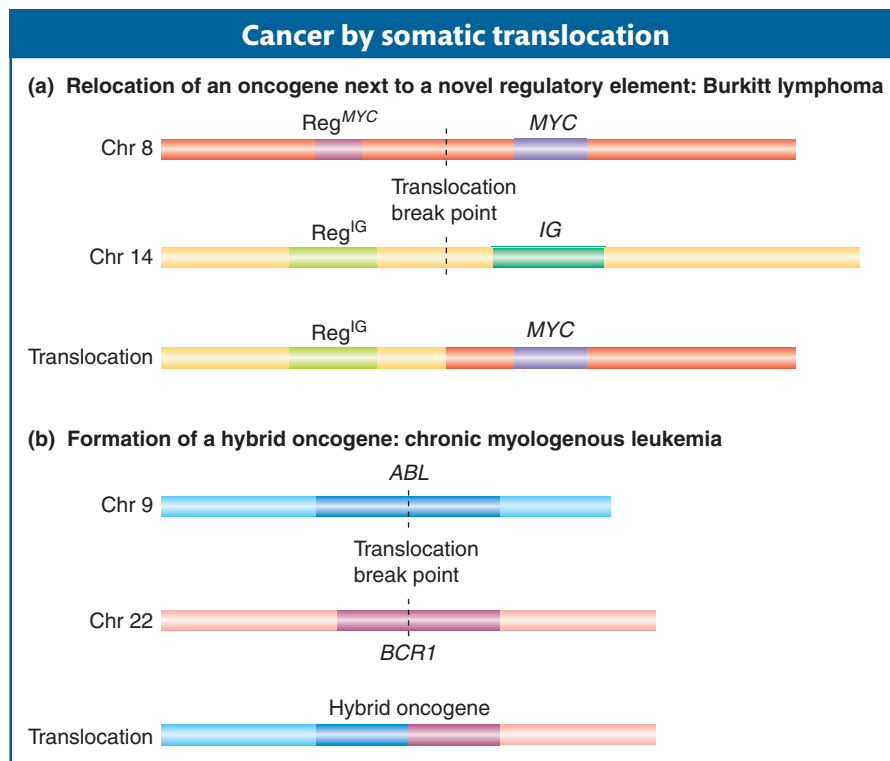 Cancer by somatic translocation
(a) Relocation of an oncogene next to a novel regulatory element: Burkitt lymphoma
Reg^MYC MYC
Chr 8
Translocation
break point
Reg^IG IG
Chr 14
Reg^IG MYC
Translocation
(b) Formation of a hybrid oncogene: chronic myologenous leukemia
ABL
Chr 9
Translocation
break point
Chr 22
BCR1
Hybrid oncogene
Translocation